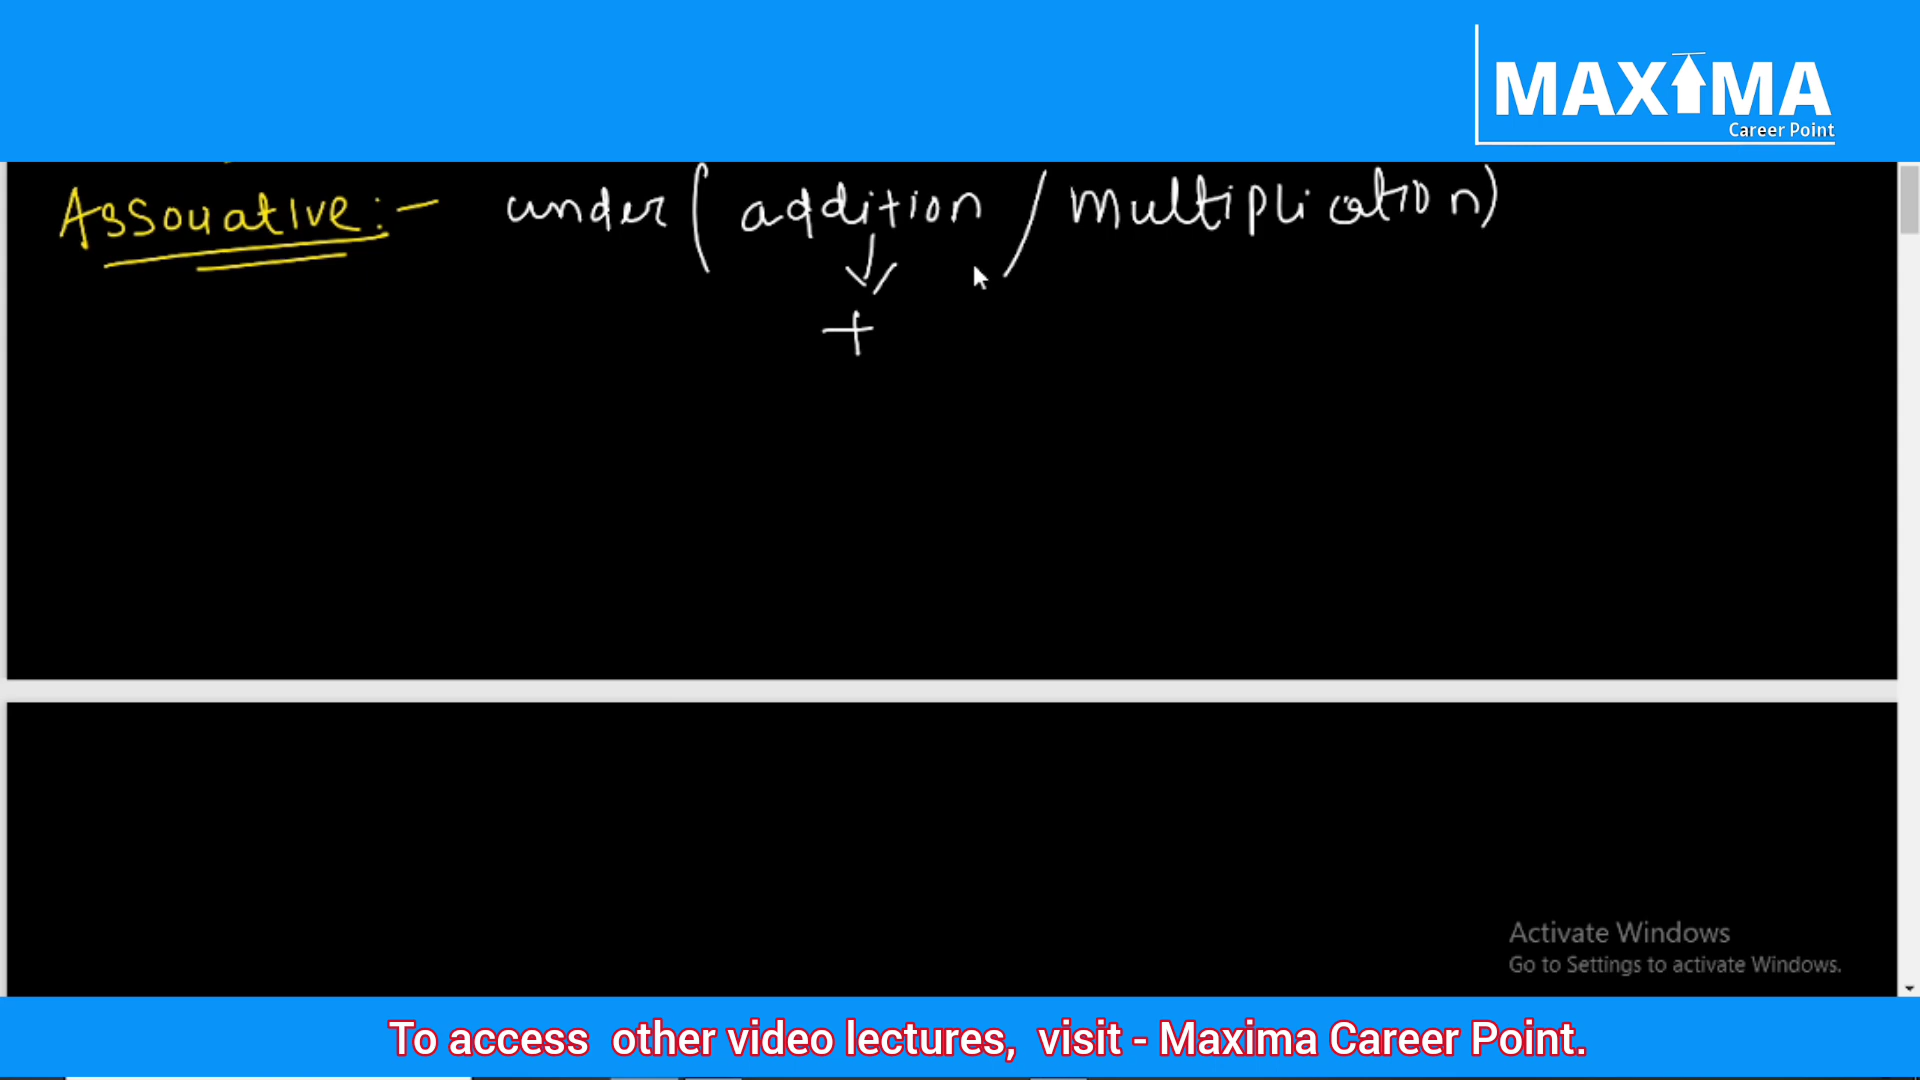 MAXIMA
Career Point
Associative:- under (addition / multiplication)
+
Activate Windows
Go to Settings to activate Windows.
To access other video lectures, visit - Maxima Career Point.